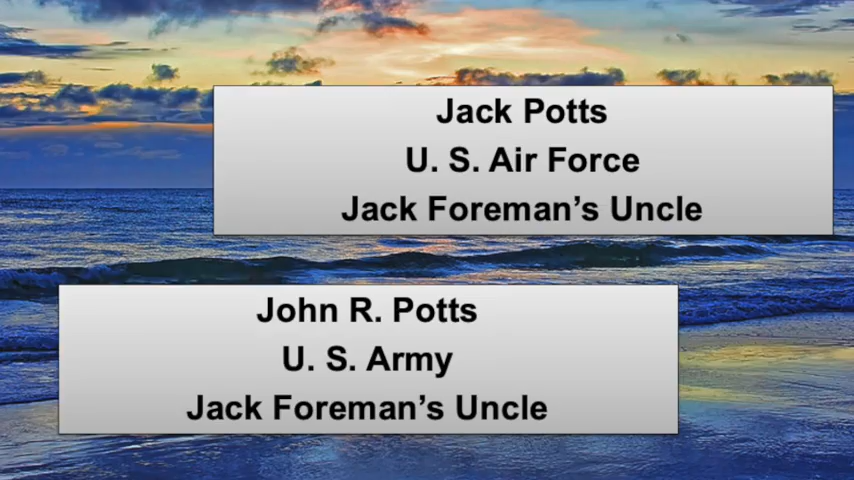 Jack Potts
U. S. Air Force
Jack Foreman’s Uncle
John R. Potts
U. S. Army
Jack Foreman’s Uncle